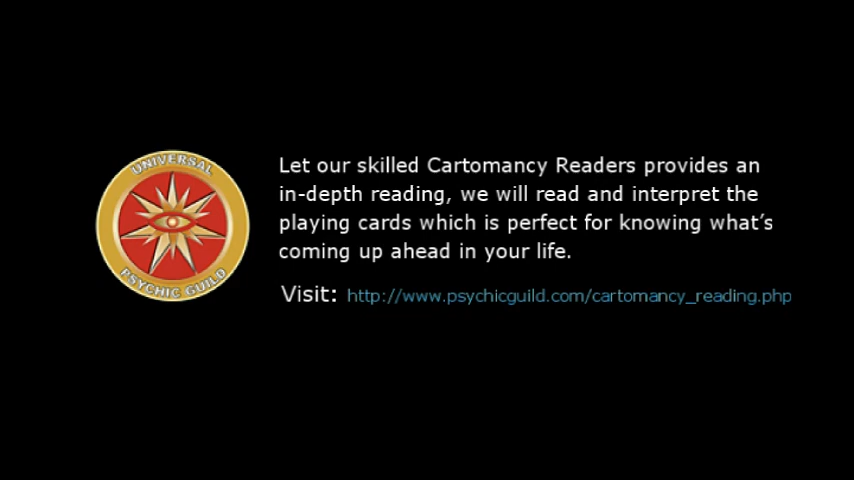 UNIVERSAL
PSYCHIC GUILD
Let our skilled Cartomancy Readers provides an
in-depth reading, we will read and interpret the
playing cards which is perfect for knowing what's
coming up ahead in your life.
Visit: http://www.psychicguild.com/cartomancy_reading.php